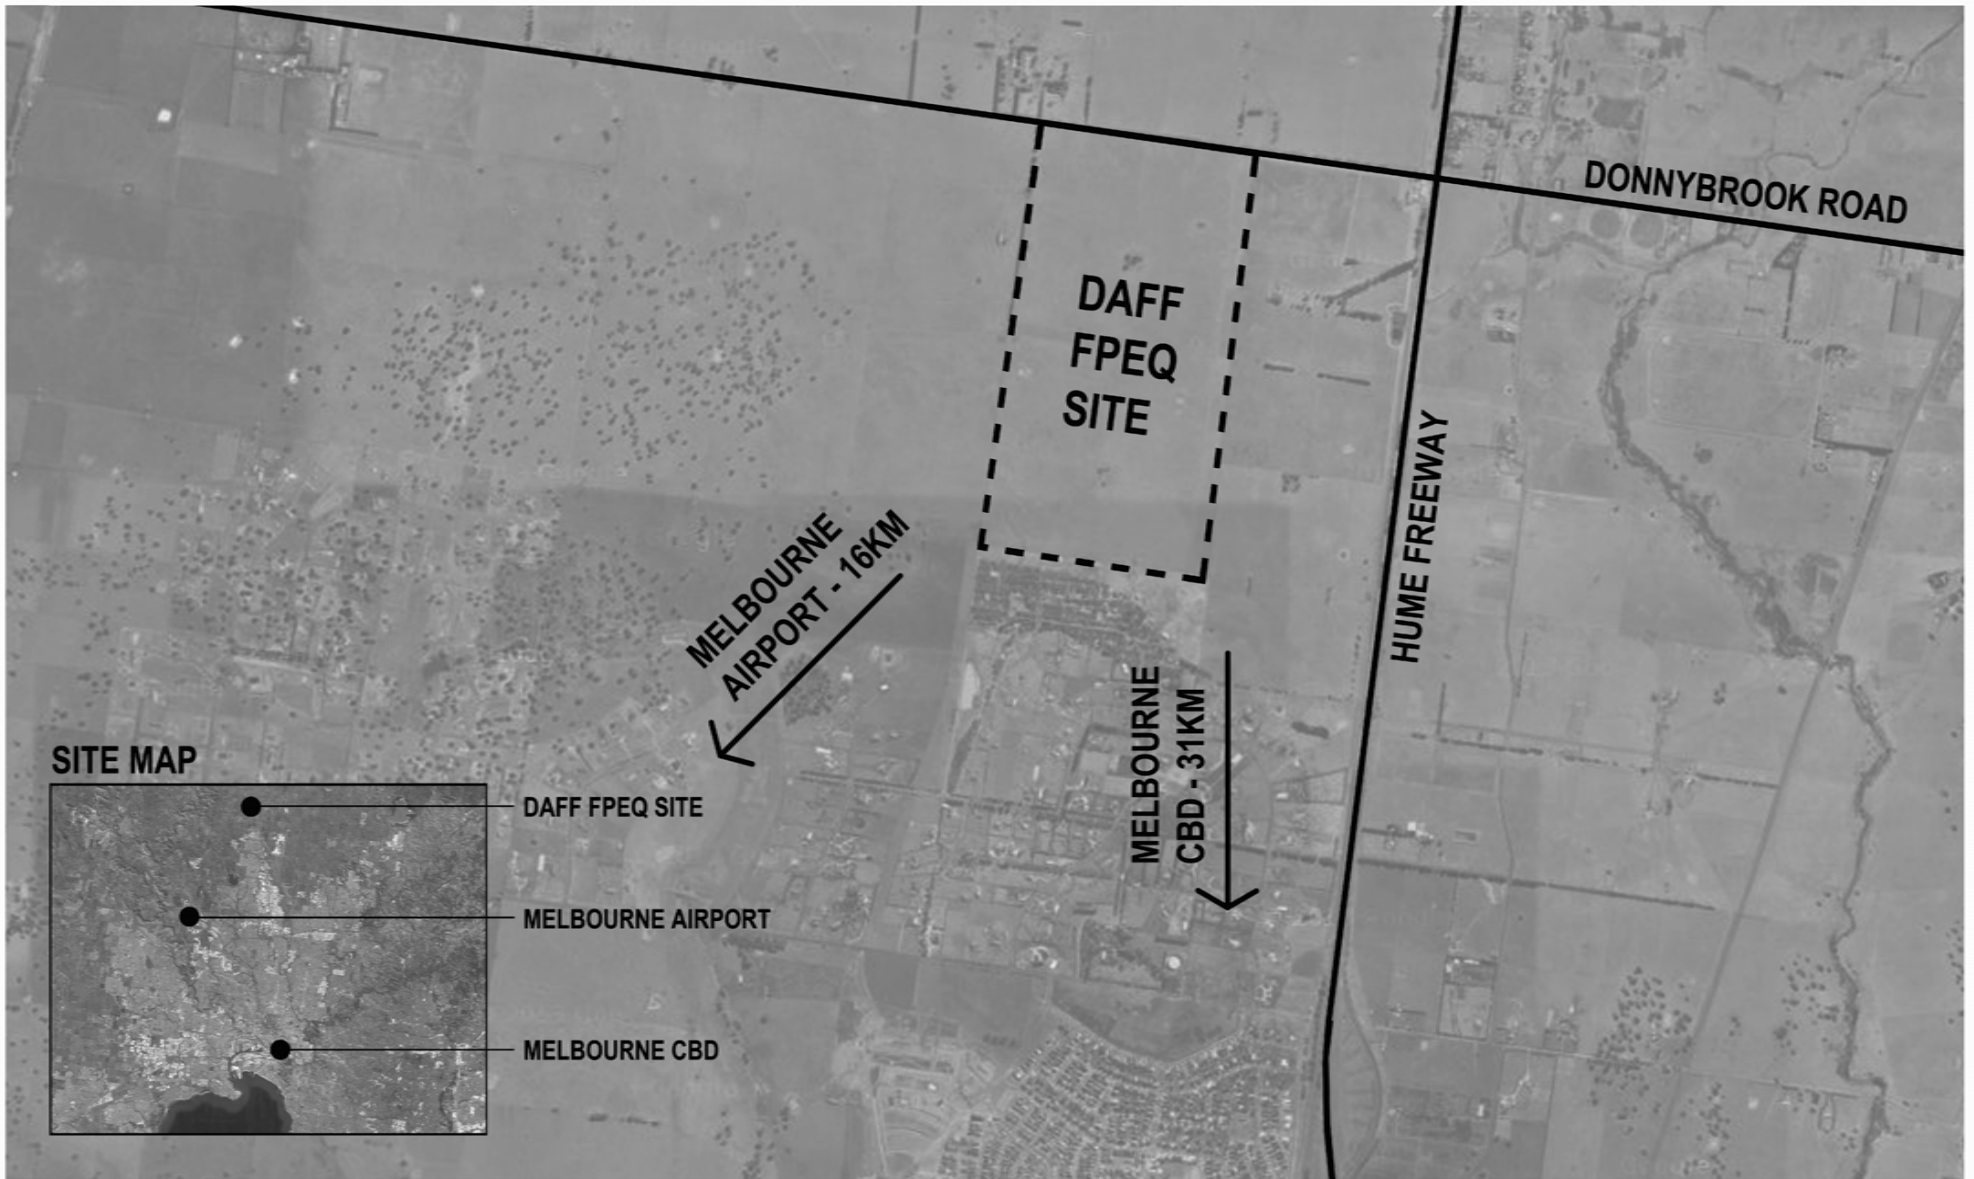 DONNYBROOK ROAD
DAFF
FPEQ
SITE
HUME FREEWAY
MELBOURNE
AIRPORT - 16KM
MELBOURNE
CBD - 31KM
SITE MAP
DAFF FPEQ SITE
MELBOURNE AIRPORT
MELBOURNE CBD